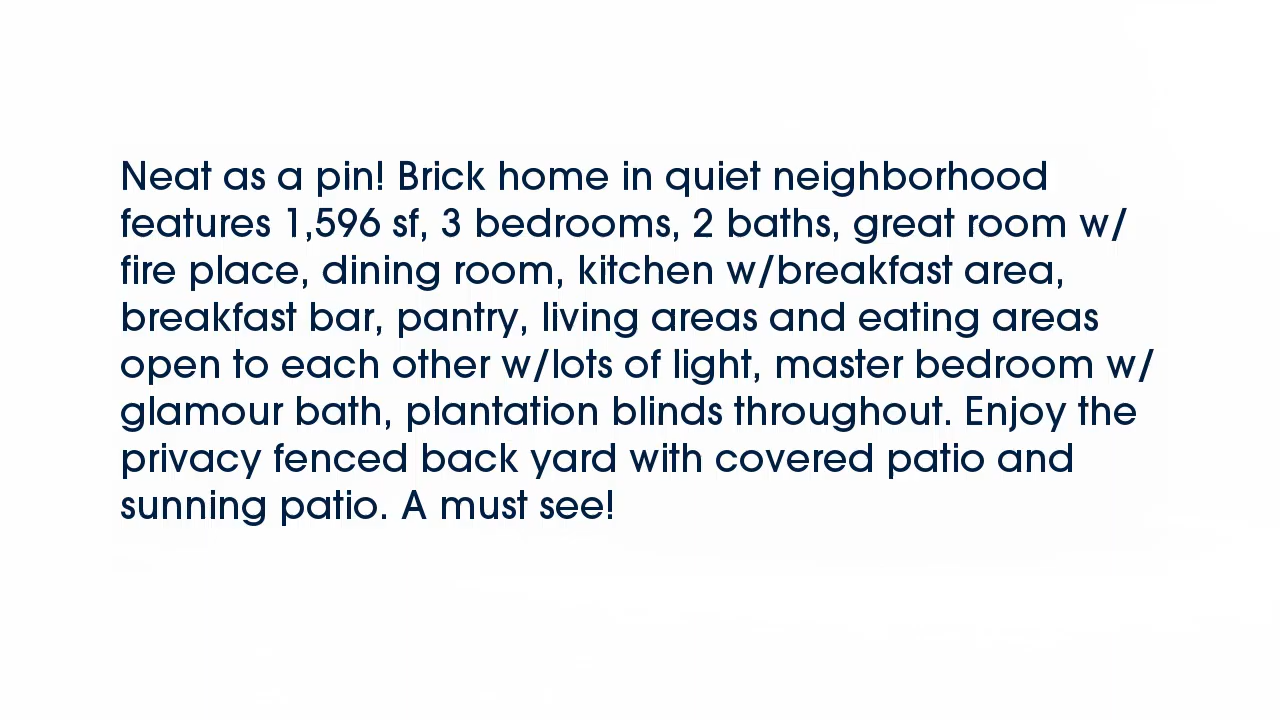 Neat as a pin! Brick home in quiet neighborhood
features 1,596 sf, 3 bedrooms, 2 baths, great room w/
fire place, dining room, kitchen w/breakfast area,
breakfast bar, pantry, living areas and eating areas
open to each other w/lots of light, master bedroom w/
glamour bath, plantation blinds throughout. Enjoy the
privacy fenced back yard with covered patio and
sunning patio. A must see!